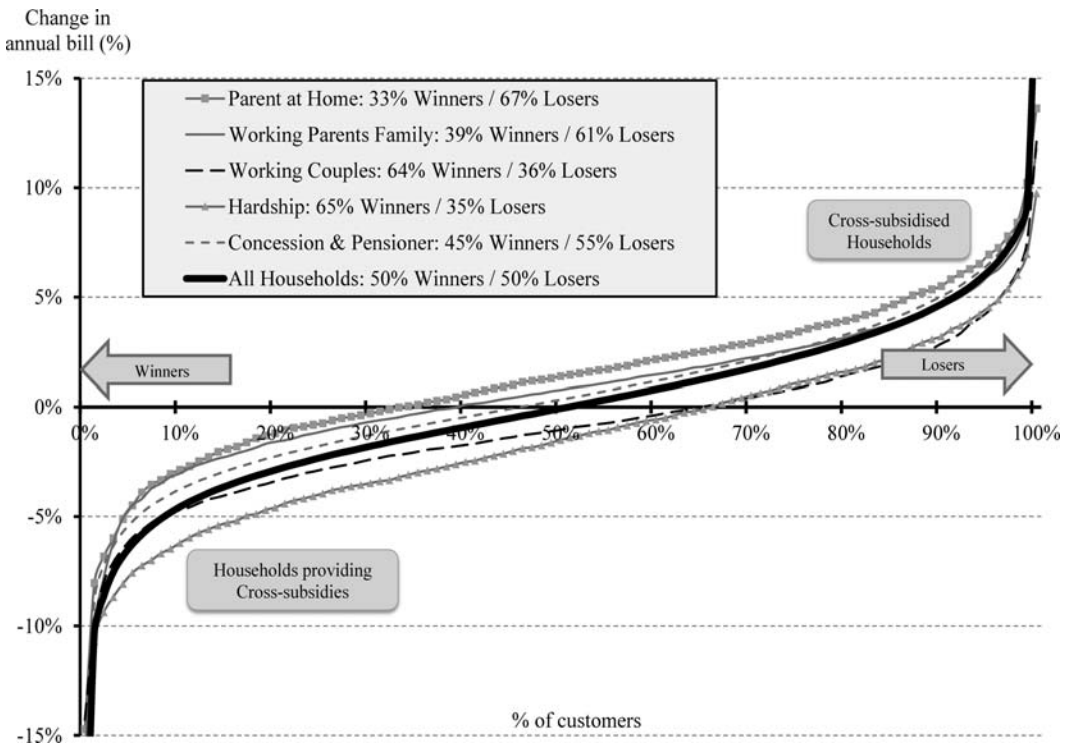 Change in
annual bill (%)
15%
Parent at Home: 33% Winners / 67% Losers
Working Parents Family: 39% Winners / 61% Losers
Working Couples: 64% Winners / 36% Losers
Hardship: 65% Winners / 35% Losers
Concession & Pensioner: 45% Winners / 55% Losers
All Households: 50% Winners / 50% Losers
10%
Cross-subsidised
Households
5%
Winners
Losers
0%
0% 10% 20% 30% 40% 50% 60% 70% 80% 90% 100%
-5%
Households providing
Cross-subsidies
-10%
% of customers
-15%